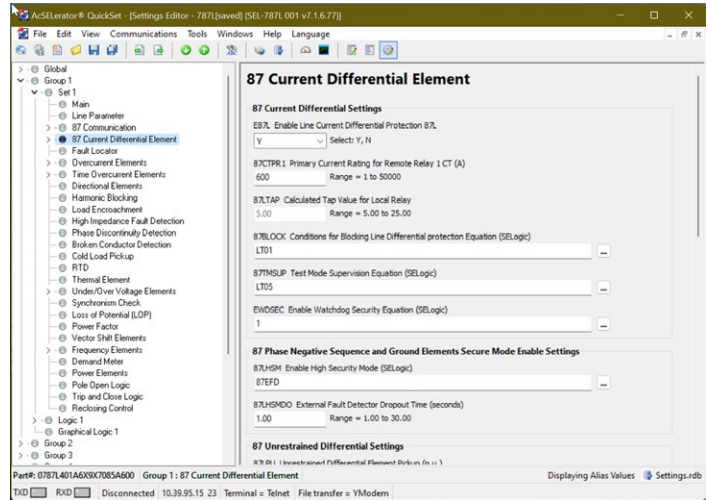 AcSELerator® QuickSet - [Settings Editor - 787L[saved] (SEL-787L 001 v7.1.6.77)]
File Edit View Communications Tools Windows Help Language
Global
Group 1
Set 1
Main
Line Parameter
87 Communication
87 Current Differential Element
Fault Locator
Overcurrent Elements
Time Overcurrent Elements
Directional Elements
Harmonic Blocking
Load Encroachment
High Impedance Fault Detection
Phase Discontinuity Detection
Broken Conductor Detection
Cold Load Pickup
RTD
Thermal Element
Under/Over Voltage Elements
Synchronism Check
Loss of Potential (LOP)
Power Factor
Vector Shift Elements
Frequency Elements
Demand Meter
Power Elements
Pole Open Logic
Trip and Close Logic
Reclosing Control
Logic 1
Graphical Logic 1
Group 2
Group 3
87 Current Differential Element
87 Current Differential Settings
E87L Enable Line Current Differential Protection 87L
Y Select: Y, N
87CTPR1 Primary Current Rating for Remote Relay 1 CT (A)
600 Range = 1 to 50000
87LTAP Calculated Tap Value for Local Relay
5.00 Range = 5.00 to 25.00
87BLOCK Conditions for Blocking Line Differential protection Equation (SELogic)
LT01 ...
87TMSUP Test Mode Supervision Equation (SELogic)
LT05 ...
EWDSEC Enable Watchdog Security Equation (SELogic)
1 ...
87 Phase Negative Sequence and Ground Elements Secure Mode Enable Settings
87LHSM Enable High Security Mode (SELogic)
87EFD ...
87LHSMDO External Fault Detector Dropout Time (seconds)
1.00 Range = 1.00 to 30.00
87 Unrestrained Differential Settings
87LPU Unrestrained Differential Element Pickup (p.u.)
Part#: 0787L401A6X9X7085A600 Group 1 : 87 Current Differential Element Displaying Alias Values Settings.rdb
TXD RXD Disconnected 10.39.95.15 23 Terminal = Telnet File transfer = YModem